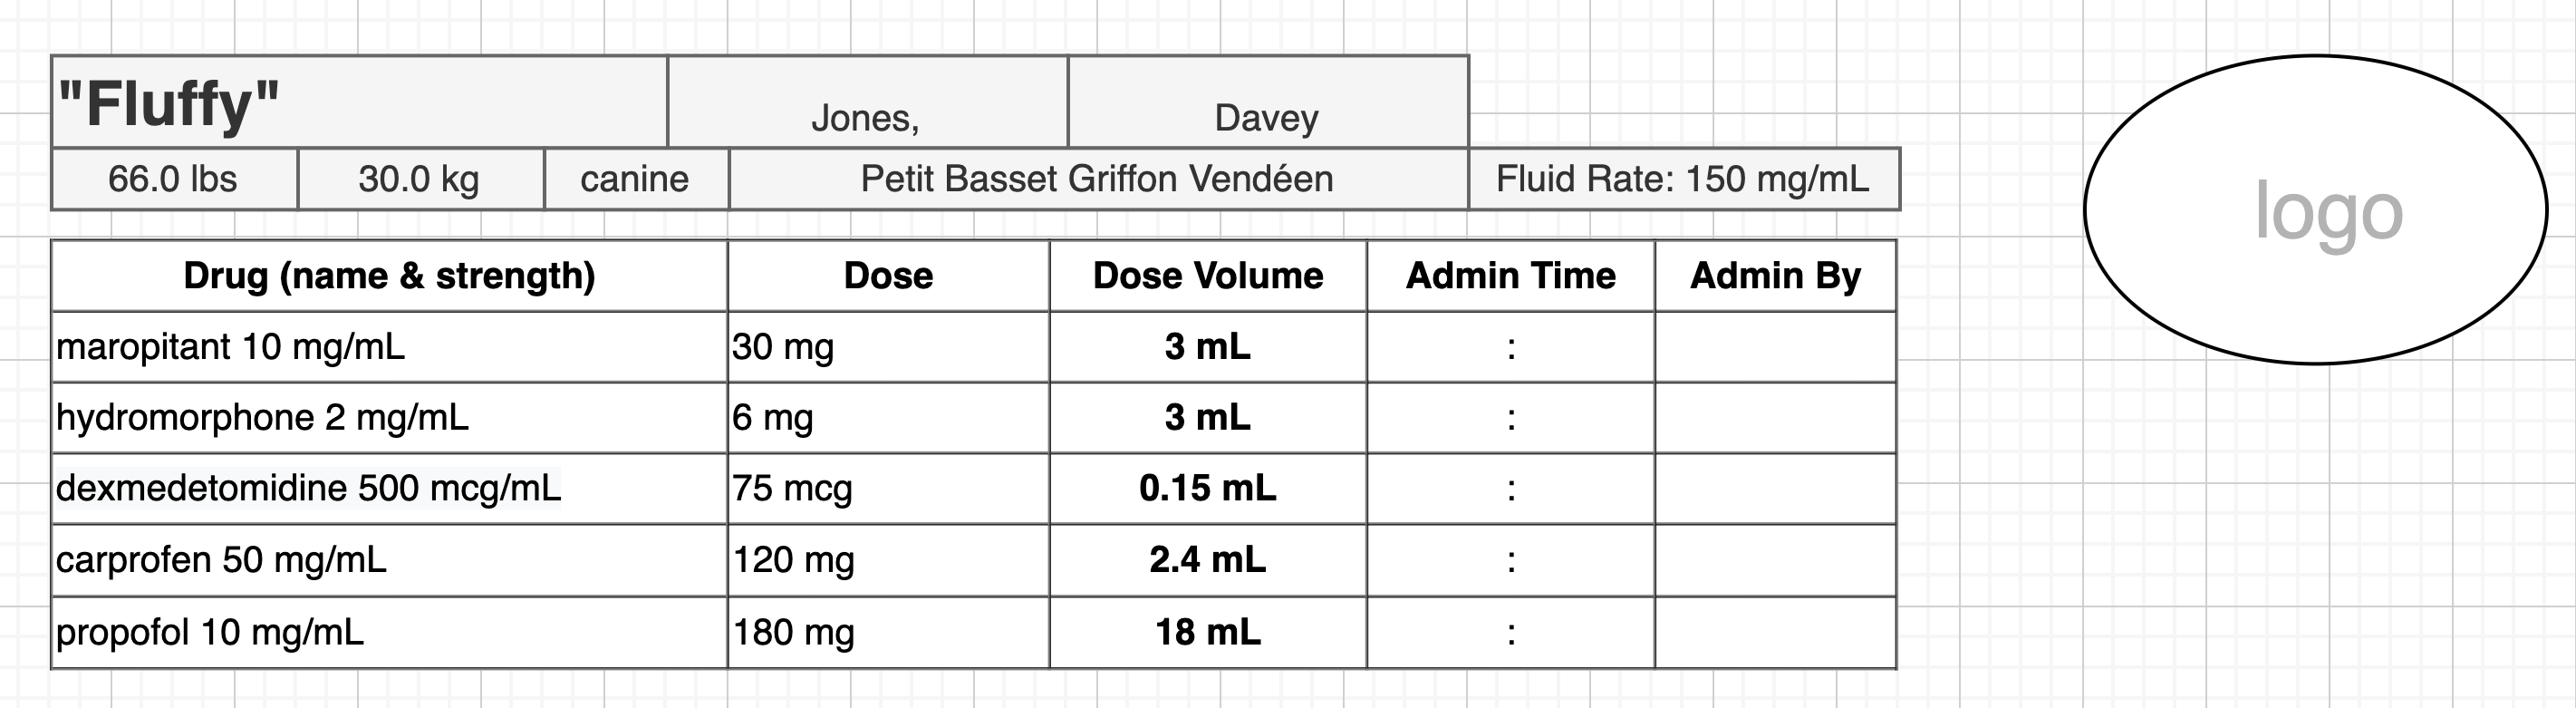 "Fluffy" Jones, Davey
66.0 lbs 30.0 kg canine Petit Basset Griffon Vendéen Fluid Rate: 150 mg/mL
logo
Drug (name & strength) Dose Dose Volume Admin Time Admin By
maropitant 10 mg/mL 30 mg 3 mL :
hydromorphone 2 mg/mL 6 mg 3 mL :
dexmedetomidine 500 mcg/mL 75 mcg 0.15 mL :
carprofen 50 mg/mL 120 mg 2.4 mL :
propofol 10 mg/mL 180 mg 18 mL :